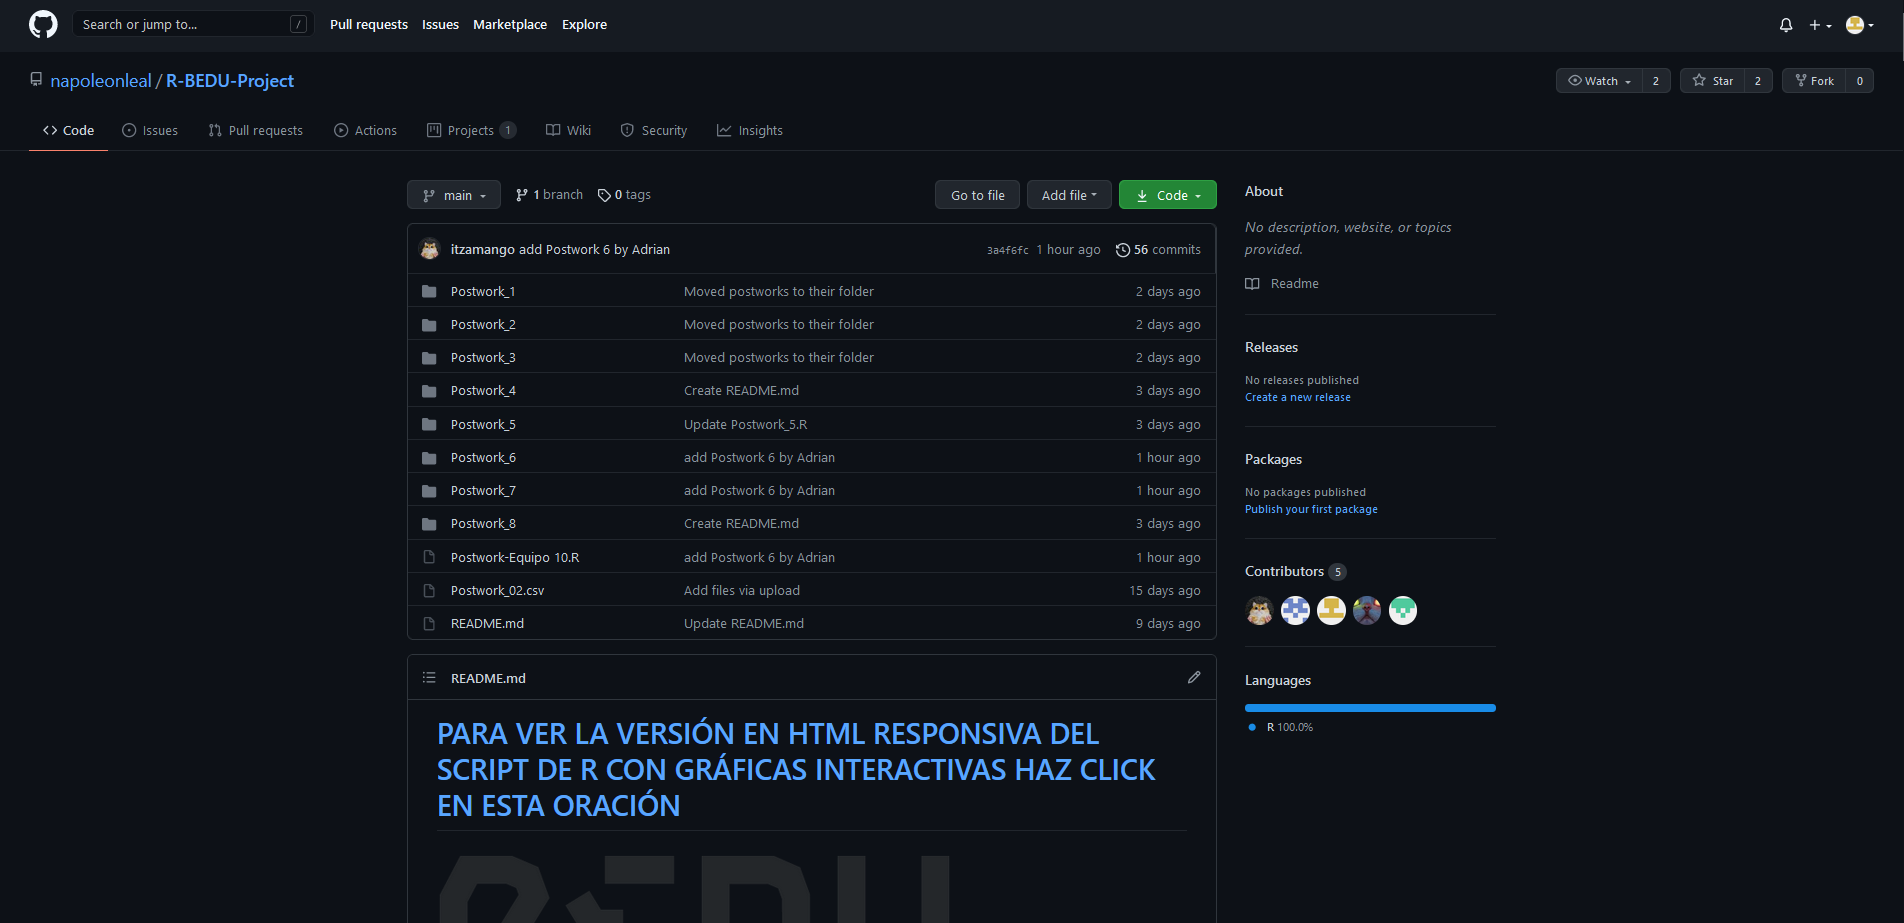 Search or jump to... /
Pull requests Issues Marketplace Explore
napoleonleal / R-BEDU-Project
Watch 2 Star 2 Fork 0
Code Issues Pull requests Actions Projects 1 Wiki Security Insights
main 1 branch 0 tags Go to file Add file Code
itzamango add Postwork 6 by Adrian 3a4f6fc 1 hour ago 56 commits
Postwork_1 Moved postworks to their folder 2 days ago
Postwork_2 Moved postworks to their folder 2 days ago
Postwork_3 Moved postworks to their folder 2 days ago
Postwork_4 Create README.md 3 days ago
Postwork_5 Update Postwork_5.R 3 days ago
Postwork_6 add Postwork 6 by Adrian 1 hour ago
Postwork_7 add Postwork 6 by Adrian 1 hour ago
Postwork_8 Create README.md 3 days ago
Postwork-Equipo 10.R add Postwork 6 by Adrian 1 hour ago
Postwork_02.csv Add files via upload 15 days ago
README.md Update README.md 9 days ago
README.md
PARA VER LA VERSIÓN EN HTML RESPONSIVA DEL
SCRIPT DE R CON GRÁFICAS INTERACTIVAS HAZ CLICK
EN ESTA ORACIÓN
About
No description, website, or topics
provided.
Readme
Releases
No releases published
Create a new release
Packages
No packages published
Publish your first package
Contributors 5
Languages
R 100.0%